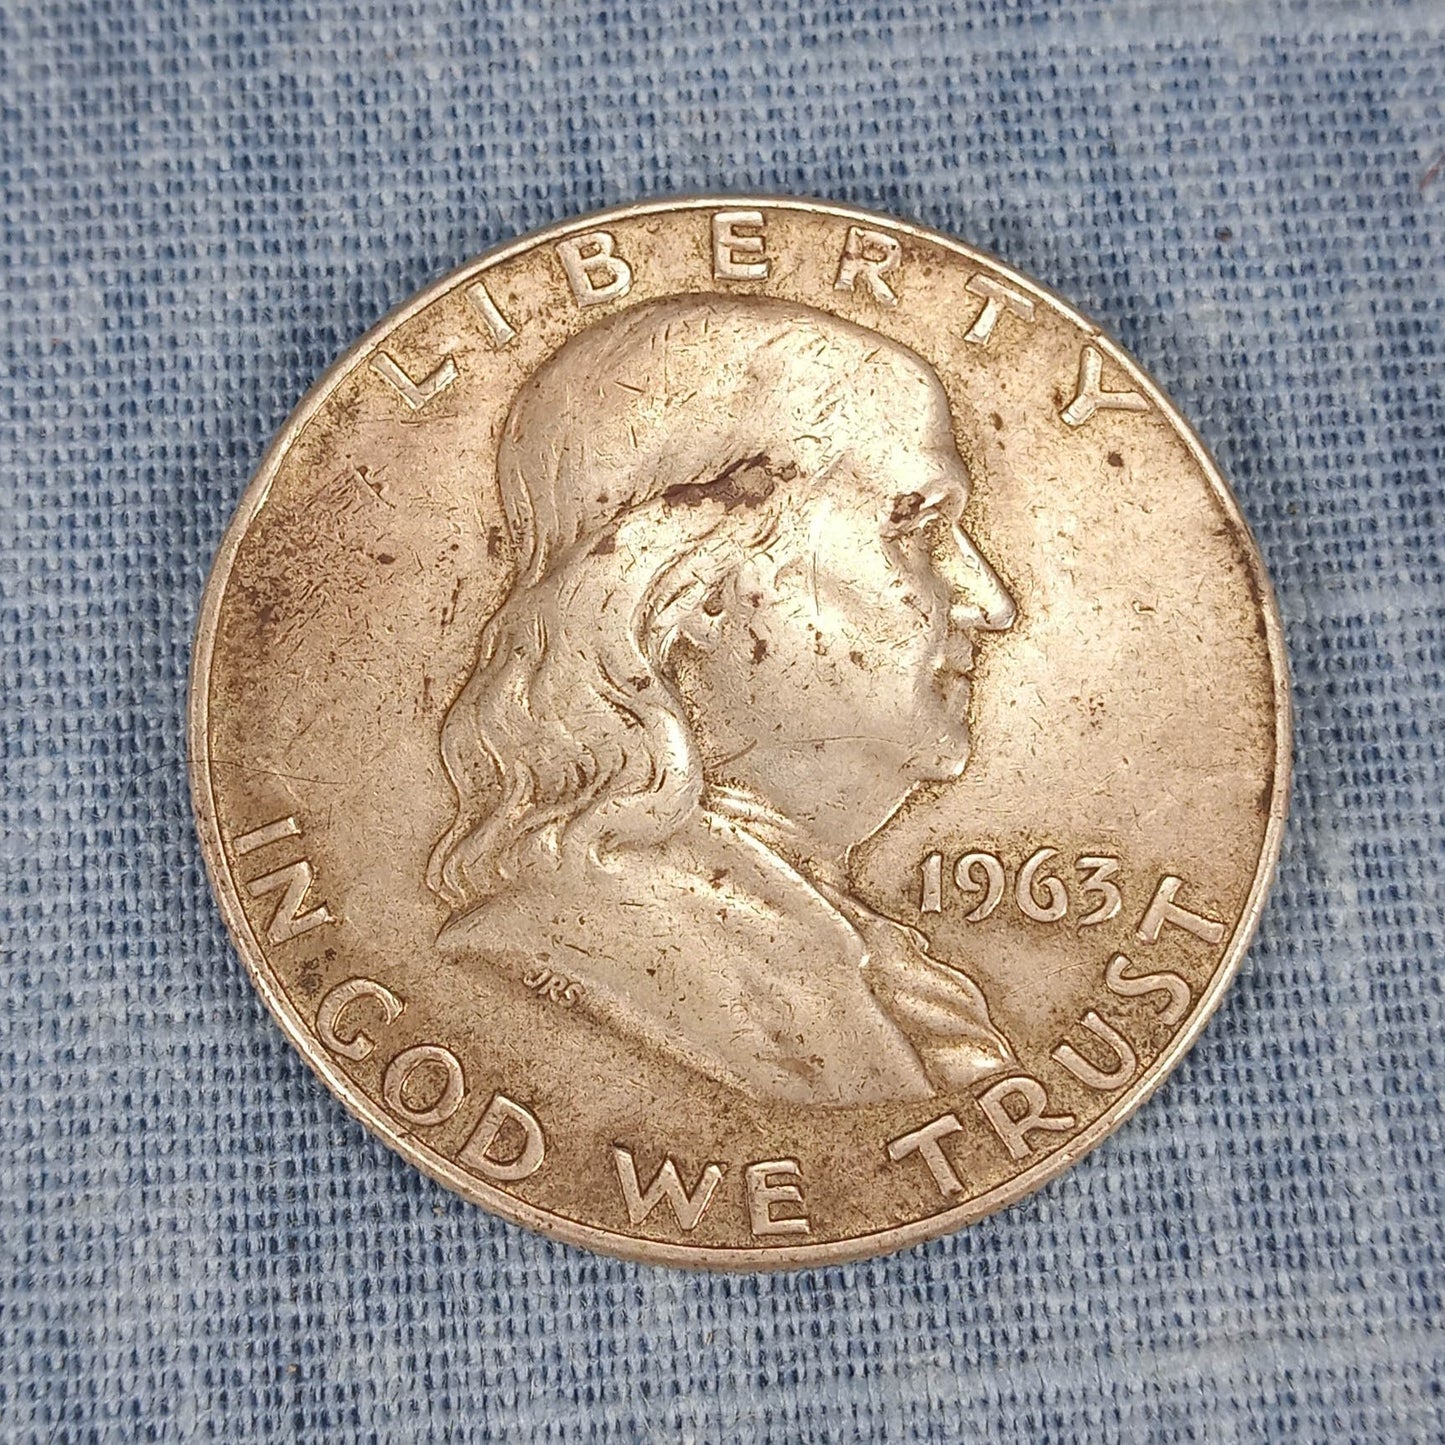 LIBERTY
1963
JRS
IN GOD WE TRUST